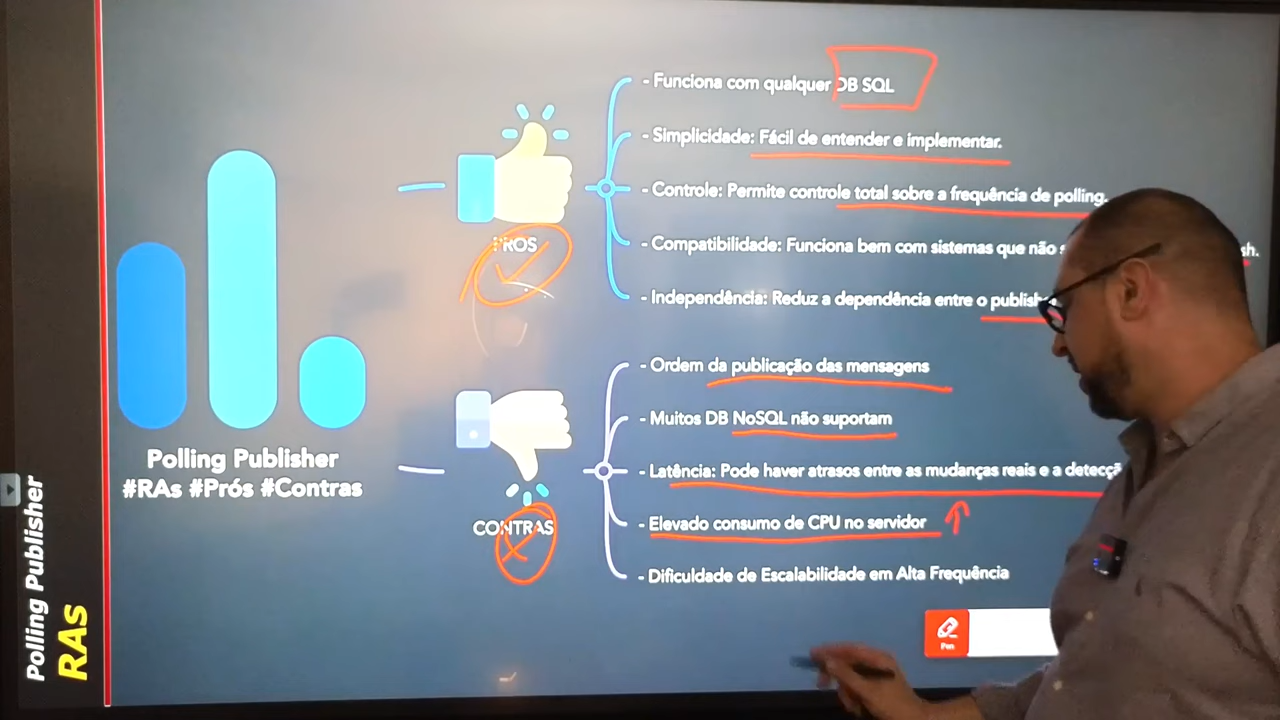 - Funciona com qualquer DB SQL
- Simplicidade: Fácil de entender e implementar.
- Controle: Permite controle total sobre a frequência de polling.
- Compatibilidade: Funciona bem com sistemas que não
- Independência: Reduz a dependência entre o
PRÓS
- Ordem da publicação das mensagens
- Muitos DB NoSQL não suportam
- Latência: Pode haver atrasos entre as mudanças reais e a
- Elevado consumo de CPU no servidor
- Dificuldade de Escalabilidade em Alta Frequência
CONTRAS
Polling Publisher
#RAs #Prós #Contras
Polling Publisher
RAs
Pen